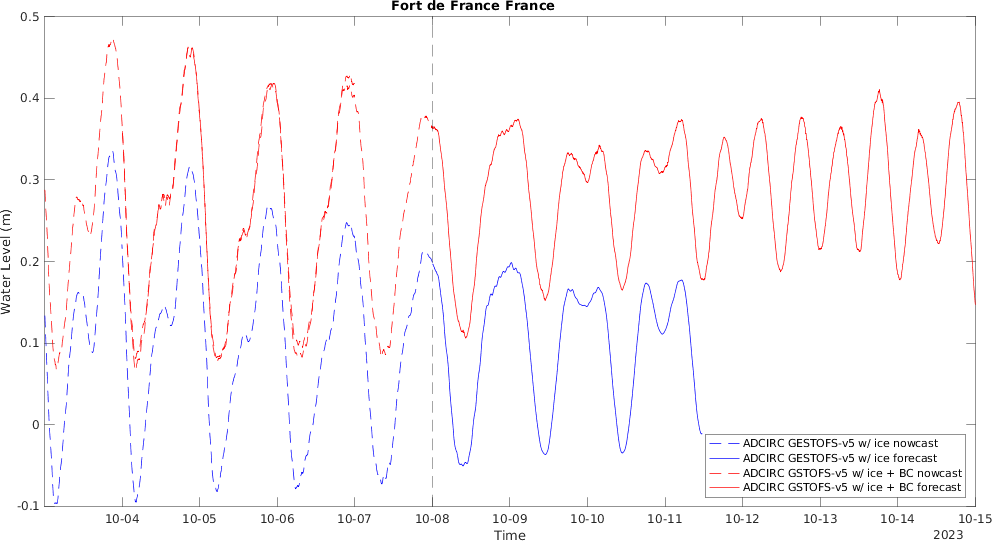 Fort de France France
0.5
0.4
0.3
0.2
0.1
0
-0.1
Water Level (m)
10-04
10-05
10-06
10-07
10-08
10-09
10-10
10-11
10-12
10-13
10-14
10-15
Time
2023
ADCIRC GESTOFS-v5 w/ ice nowcast
ADCIRC GESTOFS-v5 w/ ice forecast
ADCIRC GSTOFS-v5 w/ ice + BC nowcast
ADCIRC GSTOFS-v5 w/ ice + BC forecast